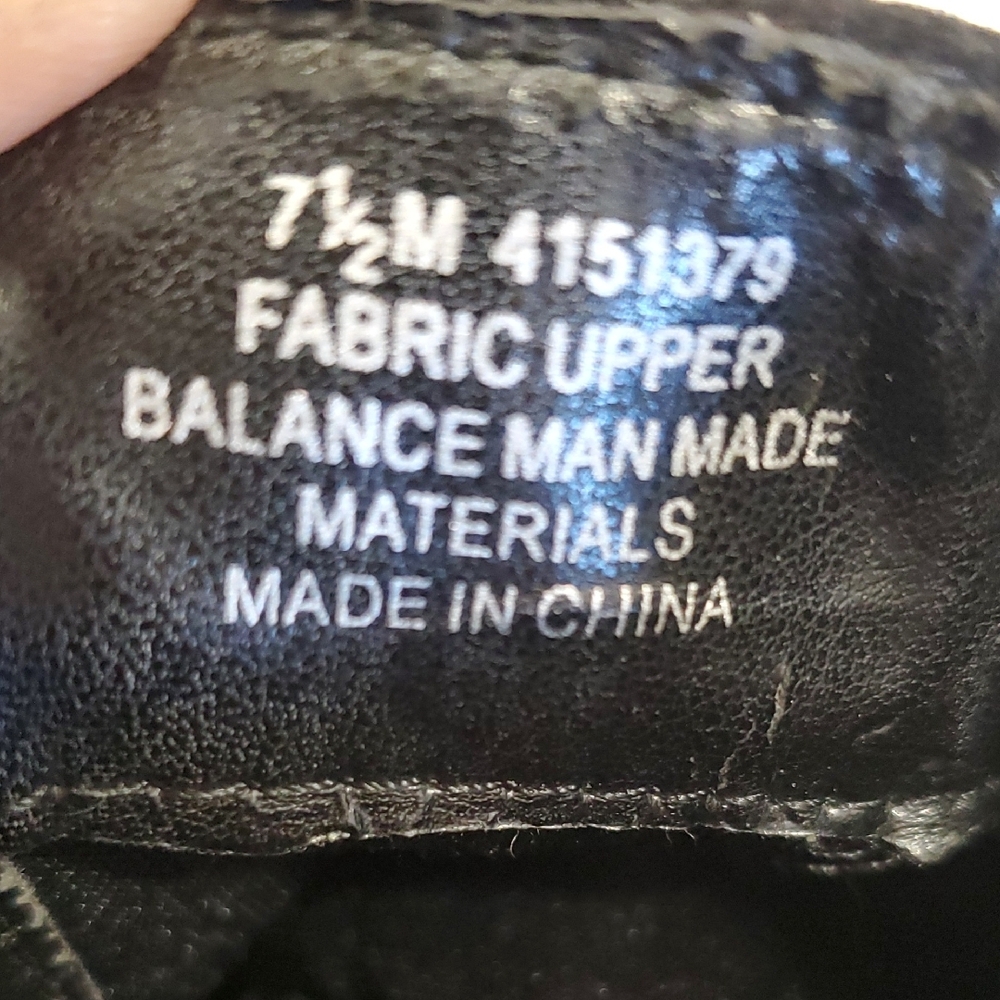 7½M 4151379
FABRIC UPPER
BALANCE MAN MADE
MATERIALS
MADE IN CHINA